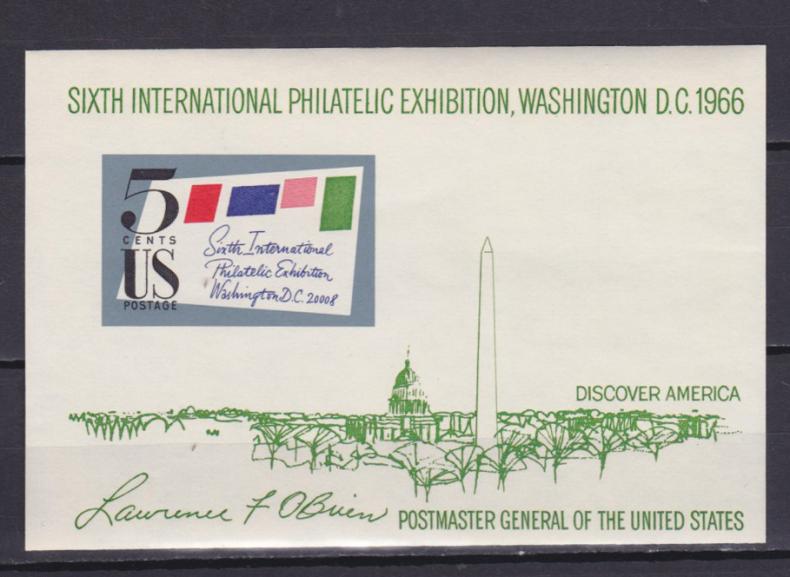 SIXTH INTERNATIONAL PHILATELIC EXHIBITION, WASHINGTON D.C. 1966
5
CENTS
US
POSTAGE
Sixth International
Philatelic Exhibition
Washington D.C. 20008
DISCOVER AMERICA
Lawrence F O'Brien POSTMASTER GENERAL OF THE UNITED STATES